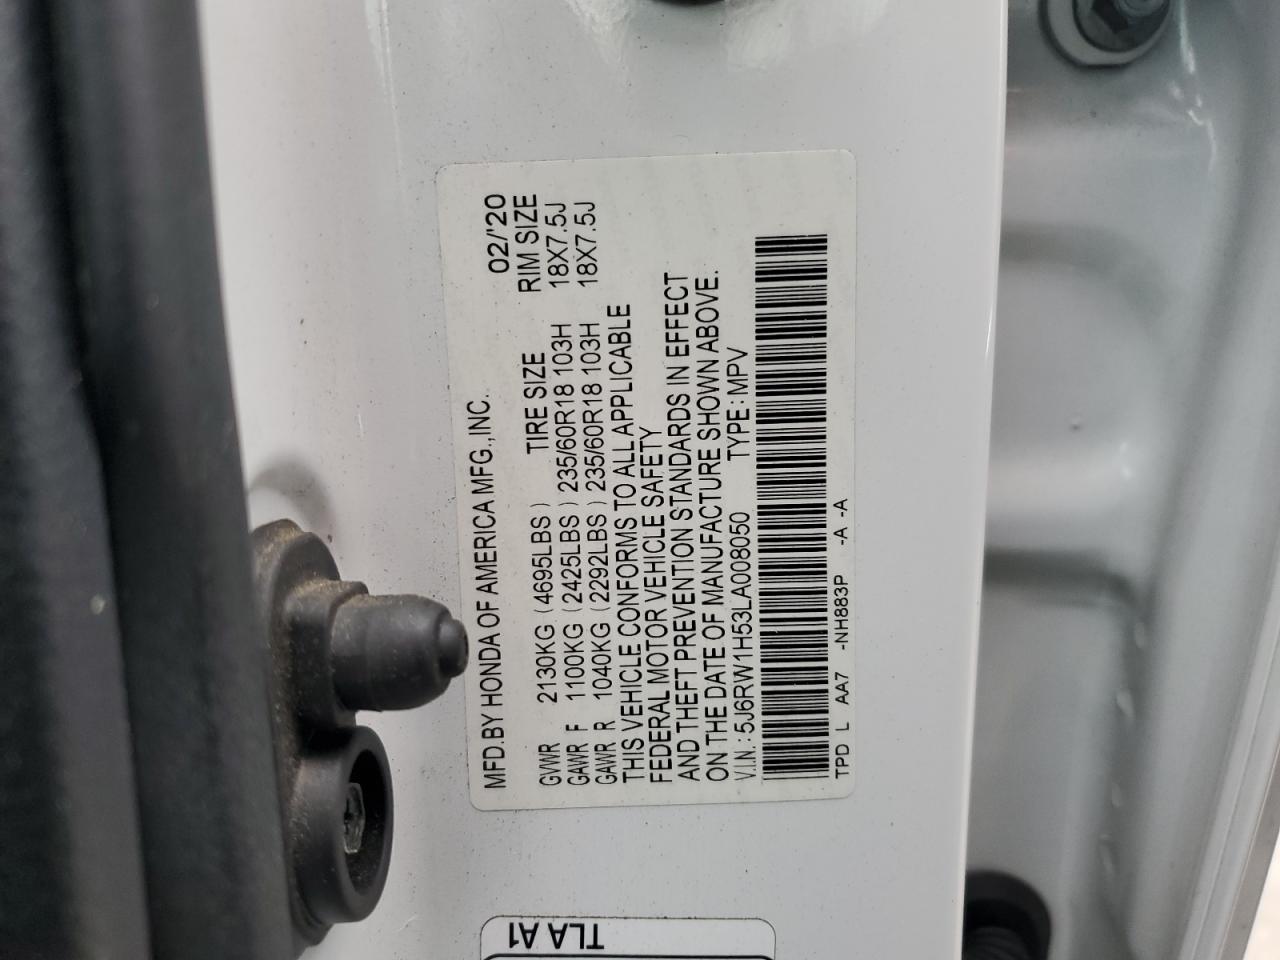 MFD.BY HONDA OF AMERICA MFG.,INC. 02/'20
TIRE SIZE RIM SIZE
GVWR 2130KG (4695LBS)
GAWR F 1100KG (2425LBS) 235/60R18 103H 18X7.5J
GAWR R 1040KG (2292LBS) 235/60R18 103H 18X7.5J
THIS VEHICLE CONFORMS TO ALL APPLICABLE
FEDERAL MOTOR VEHICLE SAFETY
AND THEFT PREVENTION STANDARDS IN EFFECT
ON THE DATE OF MANUFACTURE SHOWN ABOVE.
V.I.N.: 5J6RW1H53LA008050 TYPE: MPV
TPD L AA7 -NH883P -A -A
TLA A1